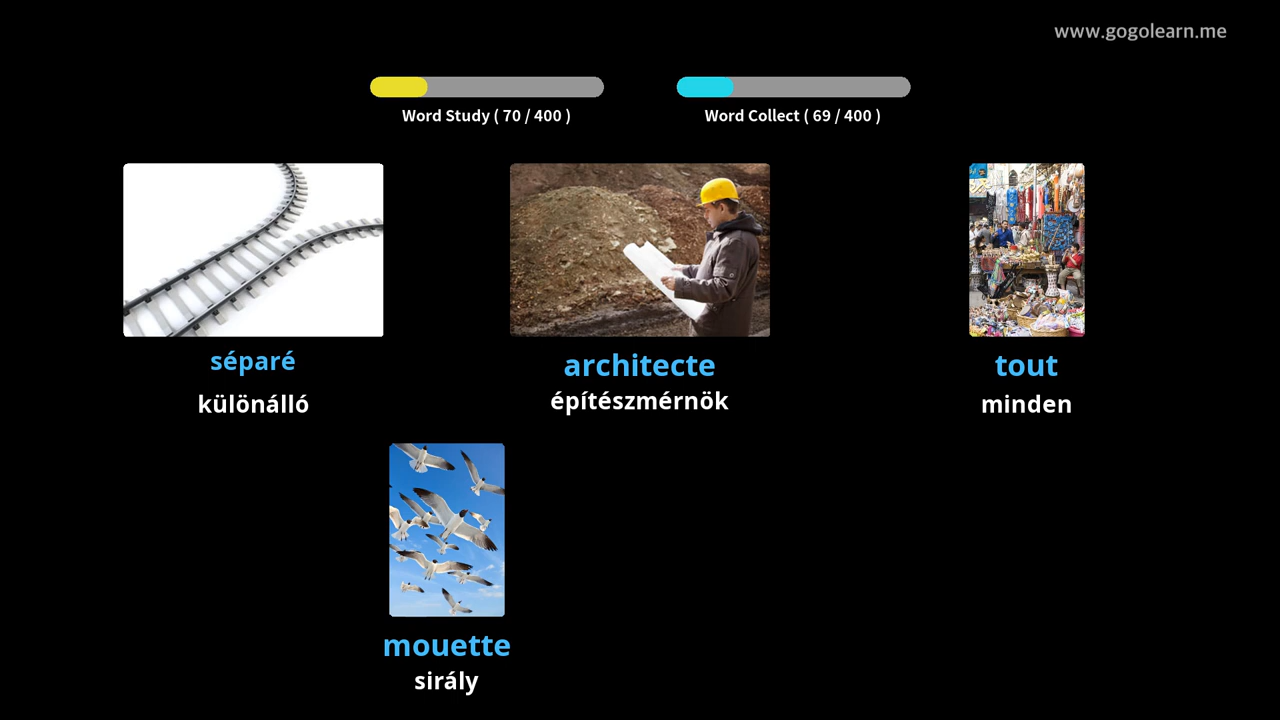 www.gogolearn.me
Word Study ( 70 / 400 )
Word Collect ( 69 / 400 )
séparé
különálló
architecte
építészmérnök
tout
minden
mouette
sirály